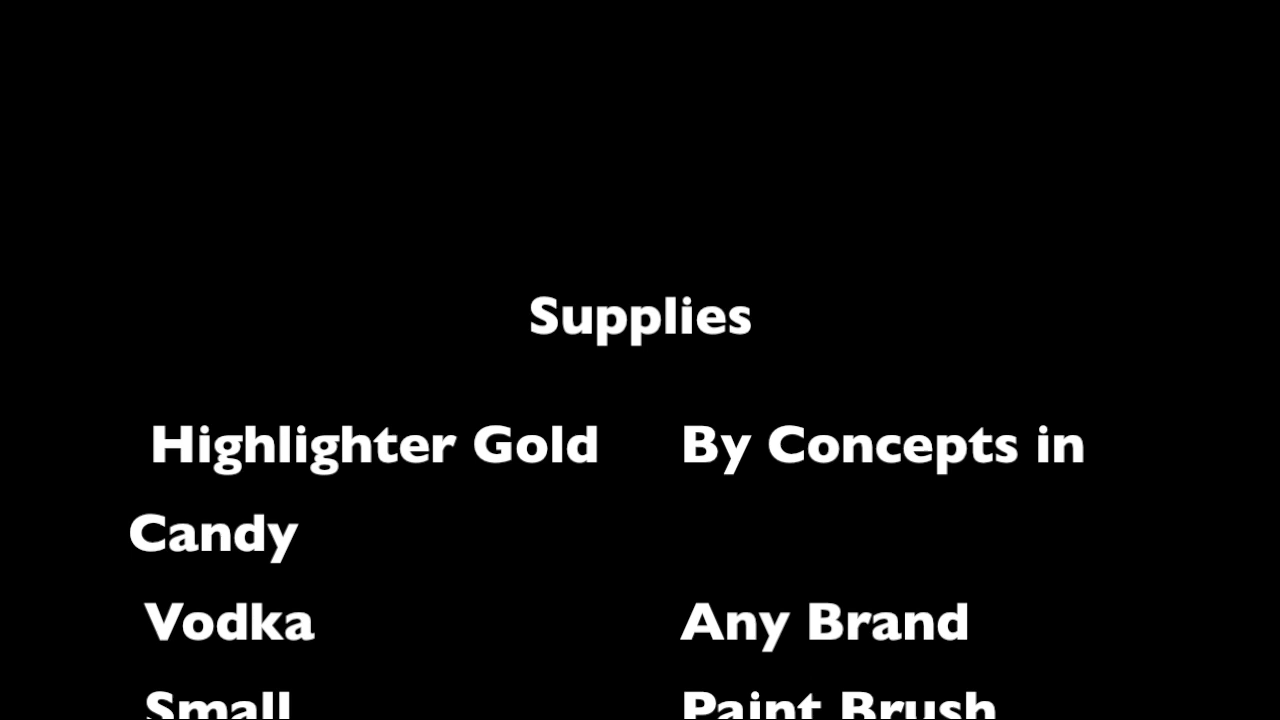 Supplies
Highlighter Gold By Concepts in
Candy
Vodka Any Brand
Small Paint Brush